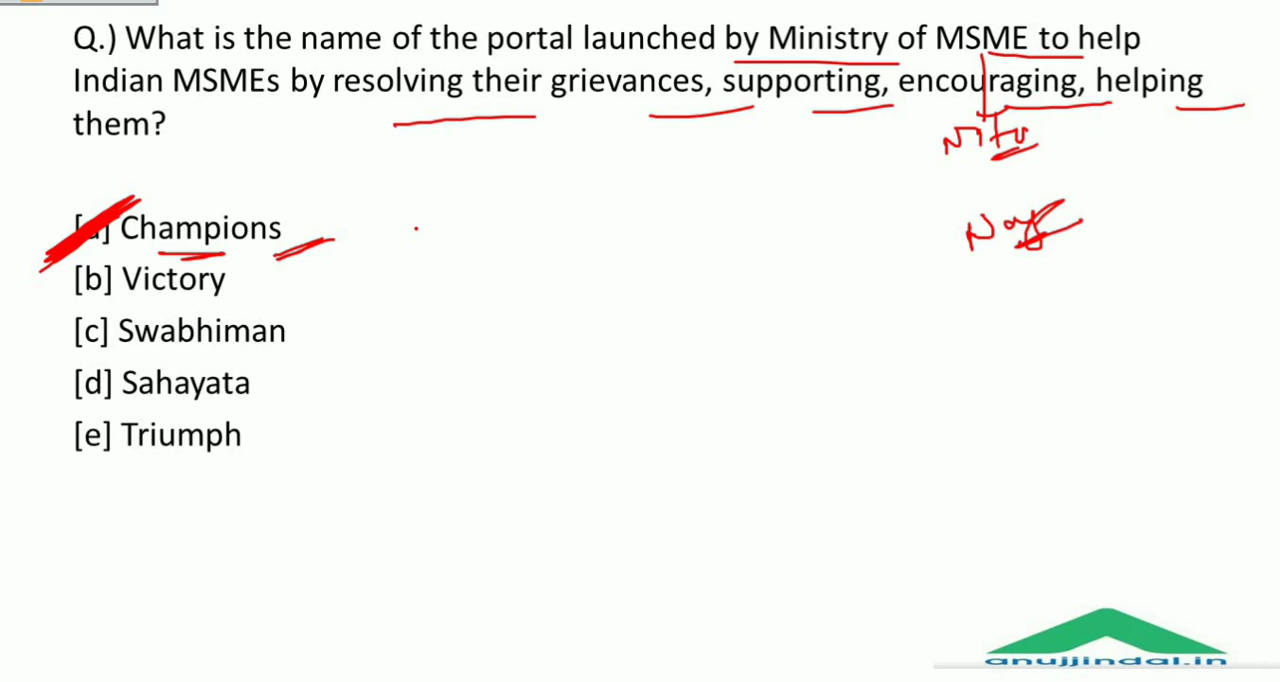 Q.) What is the name of the portal launched by Ministry of MSME to help
Indian MSMEs by resolving their grievances, supporting, encouraging, helping
them?
[a] Champions
[b] Victory
[c] Swabhiman
[d] Sahayata
[e] Triumph
anujjindal.in